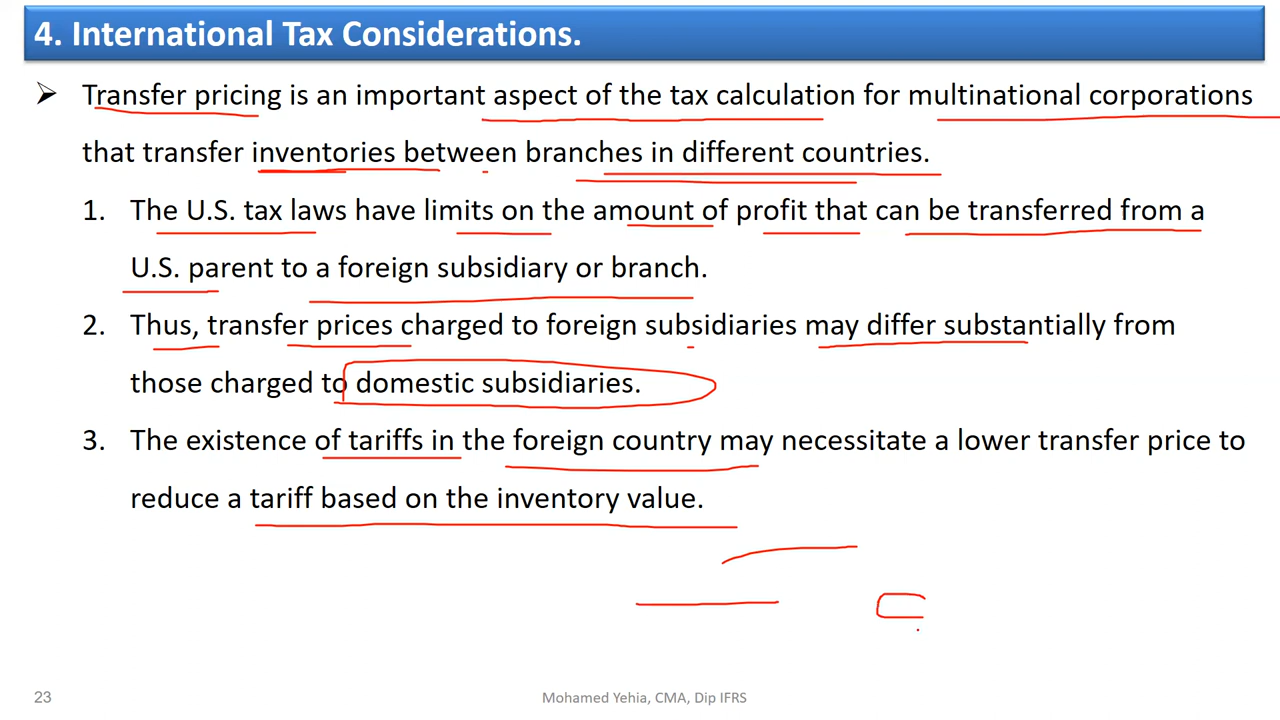 4. International Tax Considerations.
➤ Transfer pricing is an important aspect of the tax calculation for multinational corporations
that transfer inventories between branches in different countries.
1. The U.S. tax laws have limits on the amount of profit that can be transferred from a
U.S. parent to a foreign subsidiary or branch.
2. Thus, transfer prices charged to foreign subsidiaries may differ substantially from
those charged to domestic subsidiaries.
3. The existence of tariffs in the foreign country may necessitate a lower transfer price to
reduce a tariff based on the inventory value.
23
Mohamed Yehia, CMA, Dip IFRS